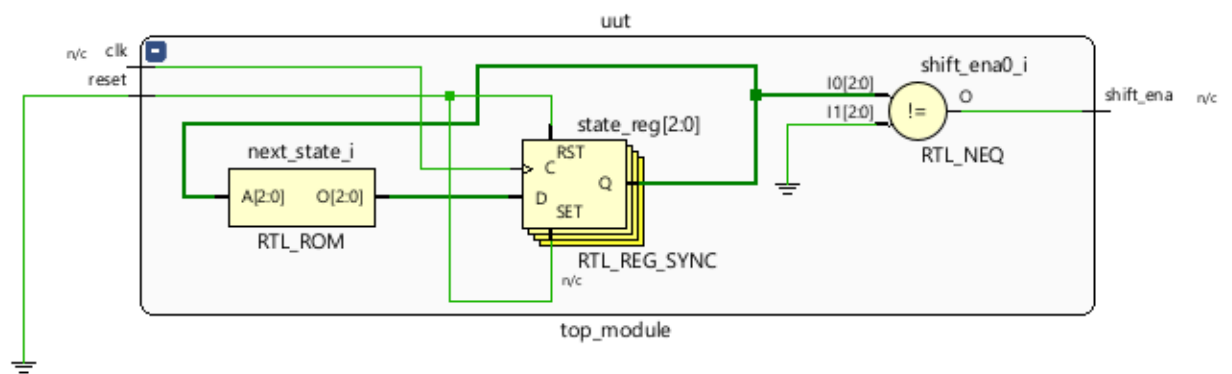 uut
n/c clk
reset
shift_ena0_i
I0[2:0]
I1[2:0]
!=
O
RTL_NEQ
shift_ena n/c
state_reg[2:0]
RST
C
D
Q
SET
RTL_REG_SYNC
n/c
next_state_i
A[2:0] O[2:0]
RTL_ROM
top_module